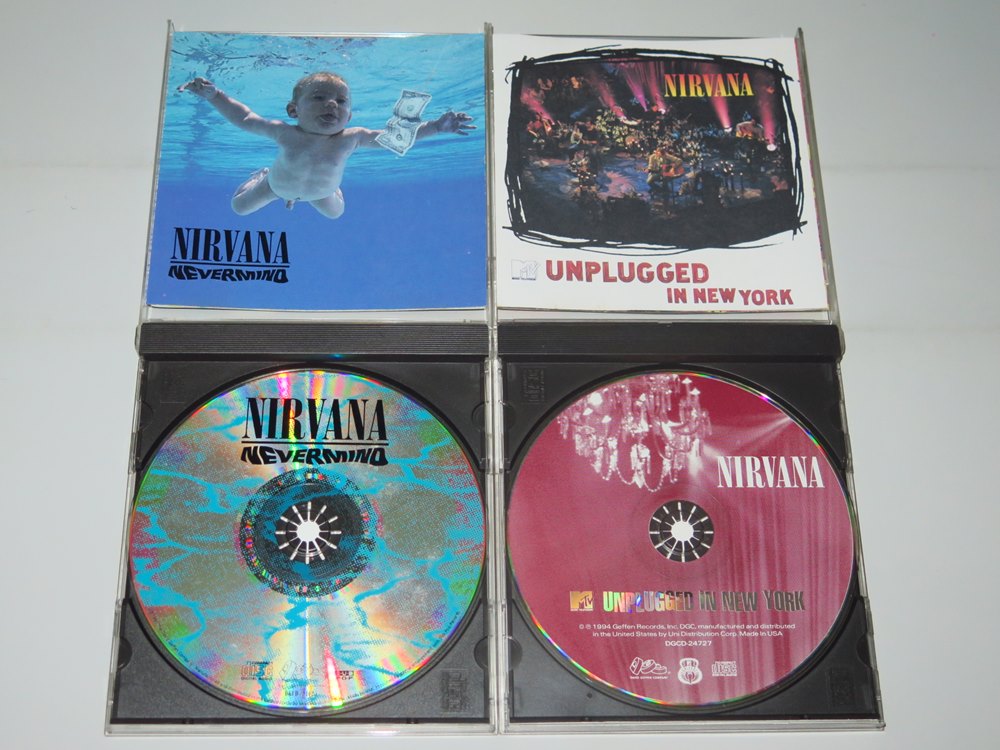 NIRVANA
NEVERMIND
NIRVANA
MTV
UNPLUGGED
IN NEW YORK
NIRVANA
NEVERMIND
NIRVANA
MTV UNPLUGGED IN NEW YORK
© ℗ 1994 Geffen Records, Inc. DGC, manufactured and distributed
in the United States by Uni Distribution Corp. Made in USA
DGCD-24727